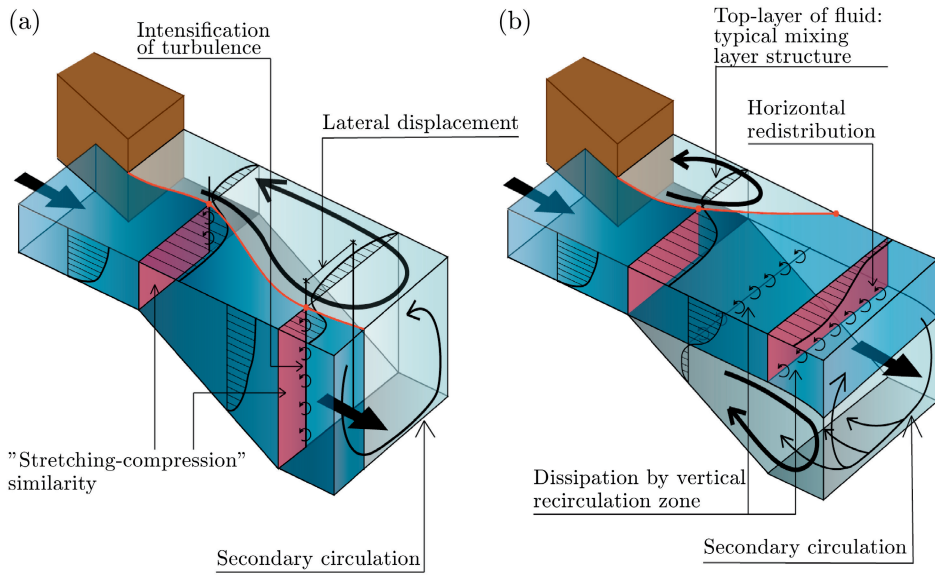 (a)
Intensification
of turbulence
Lateral displacement
"Stretching-compression"
similarity
Secondary circulation
(b)
Top-layer of fluid:
typical mixing
layer structure
Horizontal
redistribution
Dissipation by vertical
recirculation zone
Secondary circulation